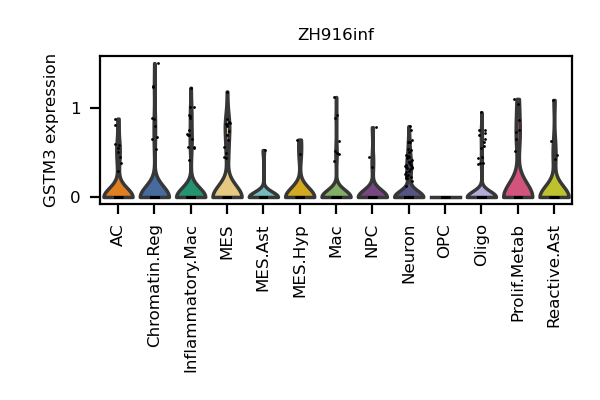 ZH916inf
GSTM3 expression
1
0
AC
Chromatin.Reg
Inflammatory.Mac
MES
MES.Ast
MES.Hyp
Mac
NPC
Neuron
OPC
Oligo
Prolif.Metab
Reactive.Ast